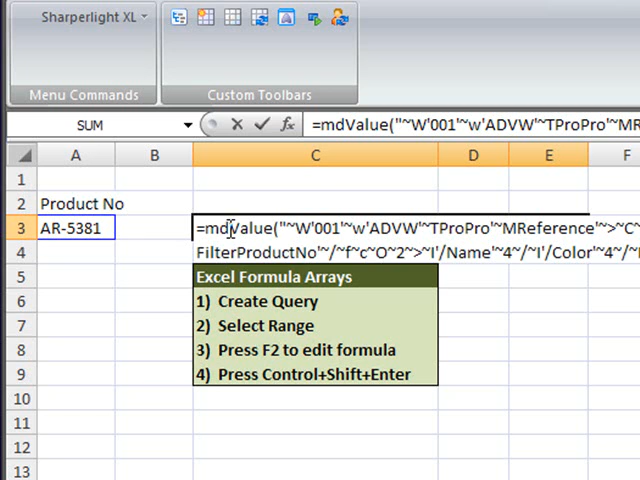 Sharperlight XL
Menu Commands
Custom Toolbars
SUM
fx
=mdValue("~W'001'~w'ADVW'~TProPro'~MR
A B C D E F
1
2 Product No
3 AR-5381 =mdValue("~W'001'~w'ADVW'~TProPro'~MReference'~>~C~
4 FilterProductNo'~/~f~c~O~2~>~I'/Name'~4~/~I'/Color'~4~/~
5 Excel Formula Arrays
6 1) Create Query
7 2) Select Range
8 3) Press F2 to edit formula
9 4) Press Control+Shift+Enter
10
11
12
13